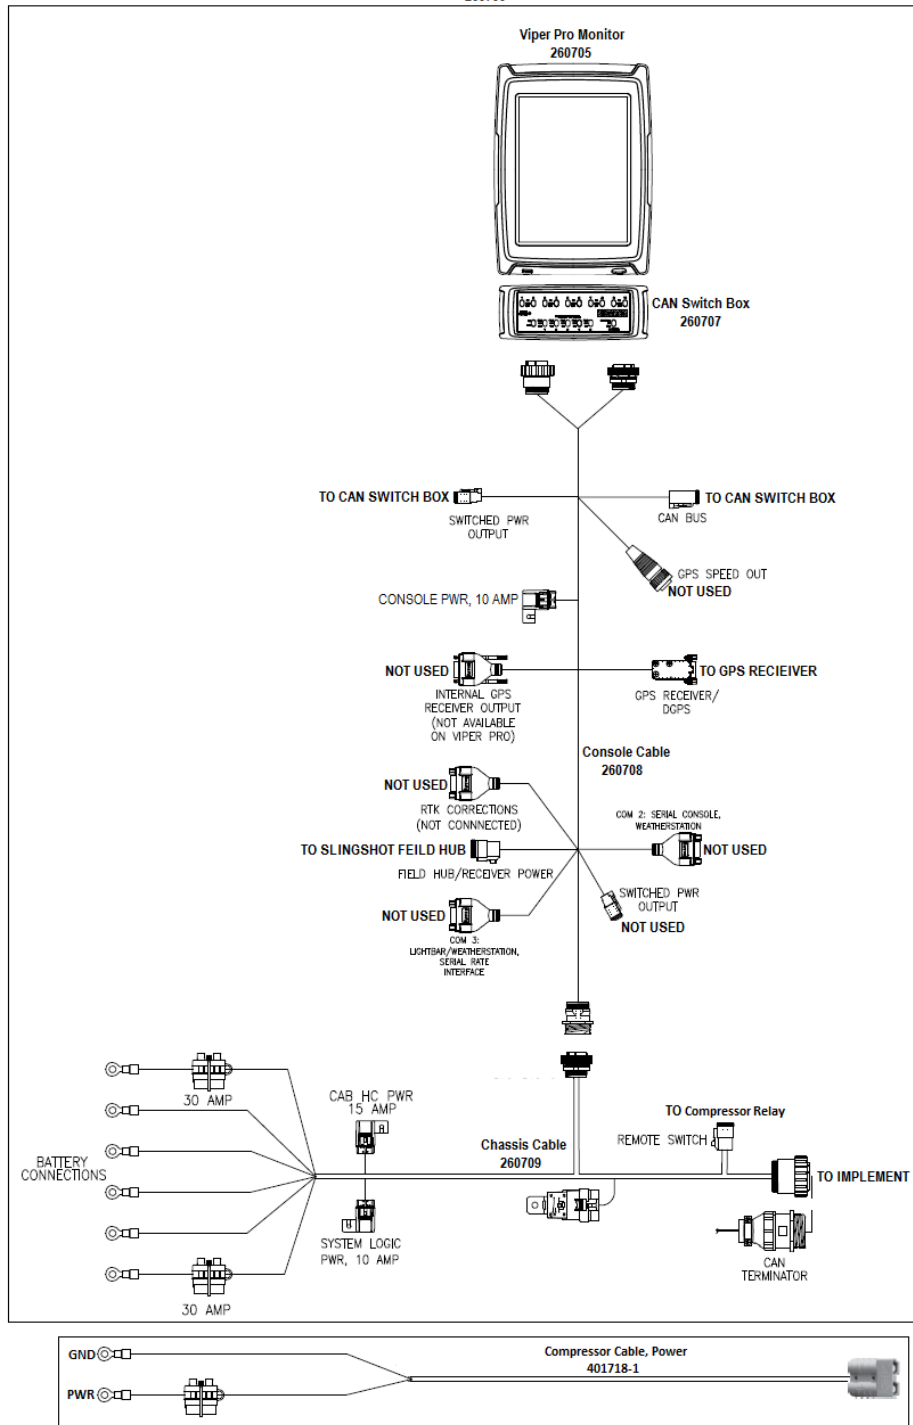 Viper Pro Monitor
260705
CAN Switch Box
260707
TO CAN SWITCH BOX
SWITCHED PWR
OUTPUT
TO CAN SWITCH BOX
CAN BUS
GPS SPEED OUT
NOT USED
CONSOLE PWR, 10 AMP
NOT USED
INTERNAL GPS
RECEIVER OUTPUT
(NOT AVAILABLE
ON VIPER PRO)
TO GPS RECIEIVER
GPS RECEIVER/
DGPS
Console Cable
260708
NOT USED
RTK CORRECTIONS
(NOT CONNNECTED)
COM 2: SERIAL CONSOLE,
WEATHERSTATION
NOT USED
TO SLINGSHOT FEILD HUB
FIELD HUB/RECEIVER POWER
SWITCHED PWR
OUTPUT
NOT USED
NOT USED
COM 3:
LIGHTBAR/WEATHERSTATION,
SERIAL RATE
INTERFACE
30 AMP
CAB HC PWR
15 AMP
BATTERY
CONNECTIONS
Chassis Cable
260709
TO Compressor Relay
REMOTE SWITCH
TO IMPLEMENT
SYSTEM LOGIC
PWR, 10 AMP
CAN
TERMINATOR
30 AMP
GND
PWR
Compressor Cable, Power
401718-1